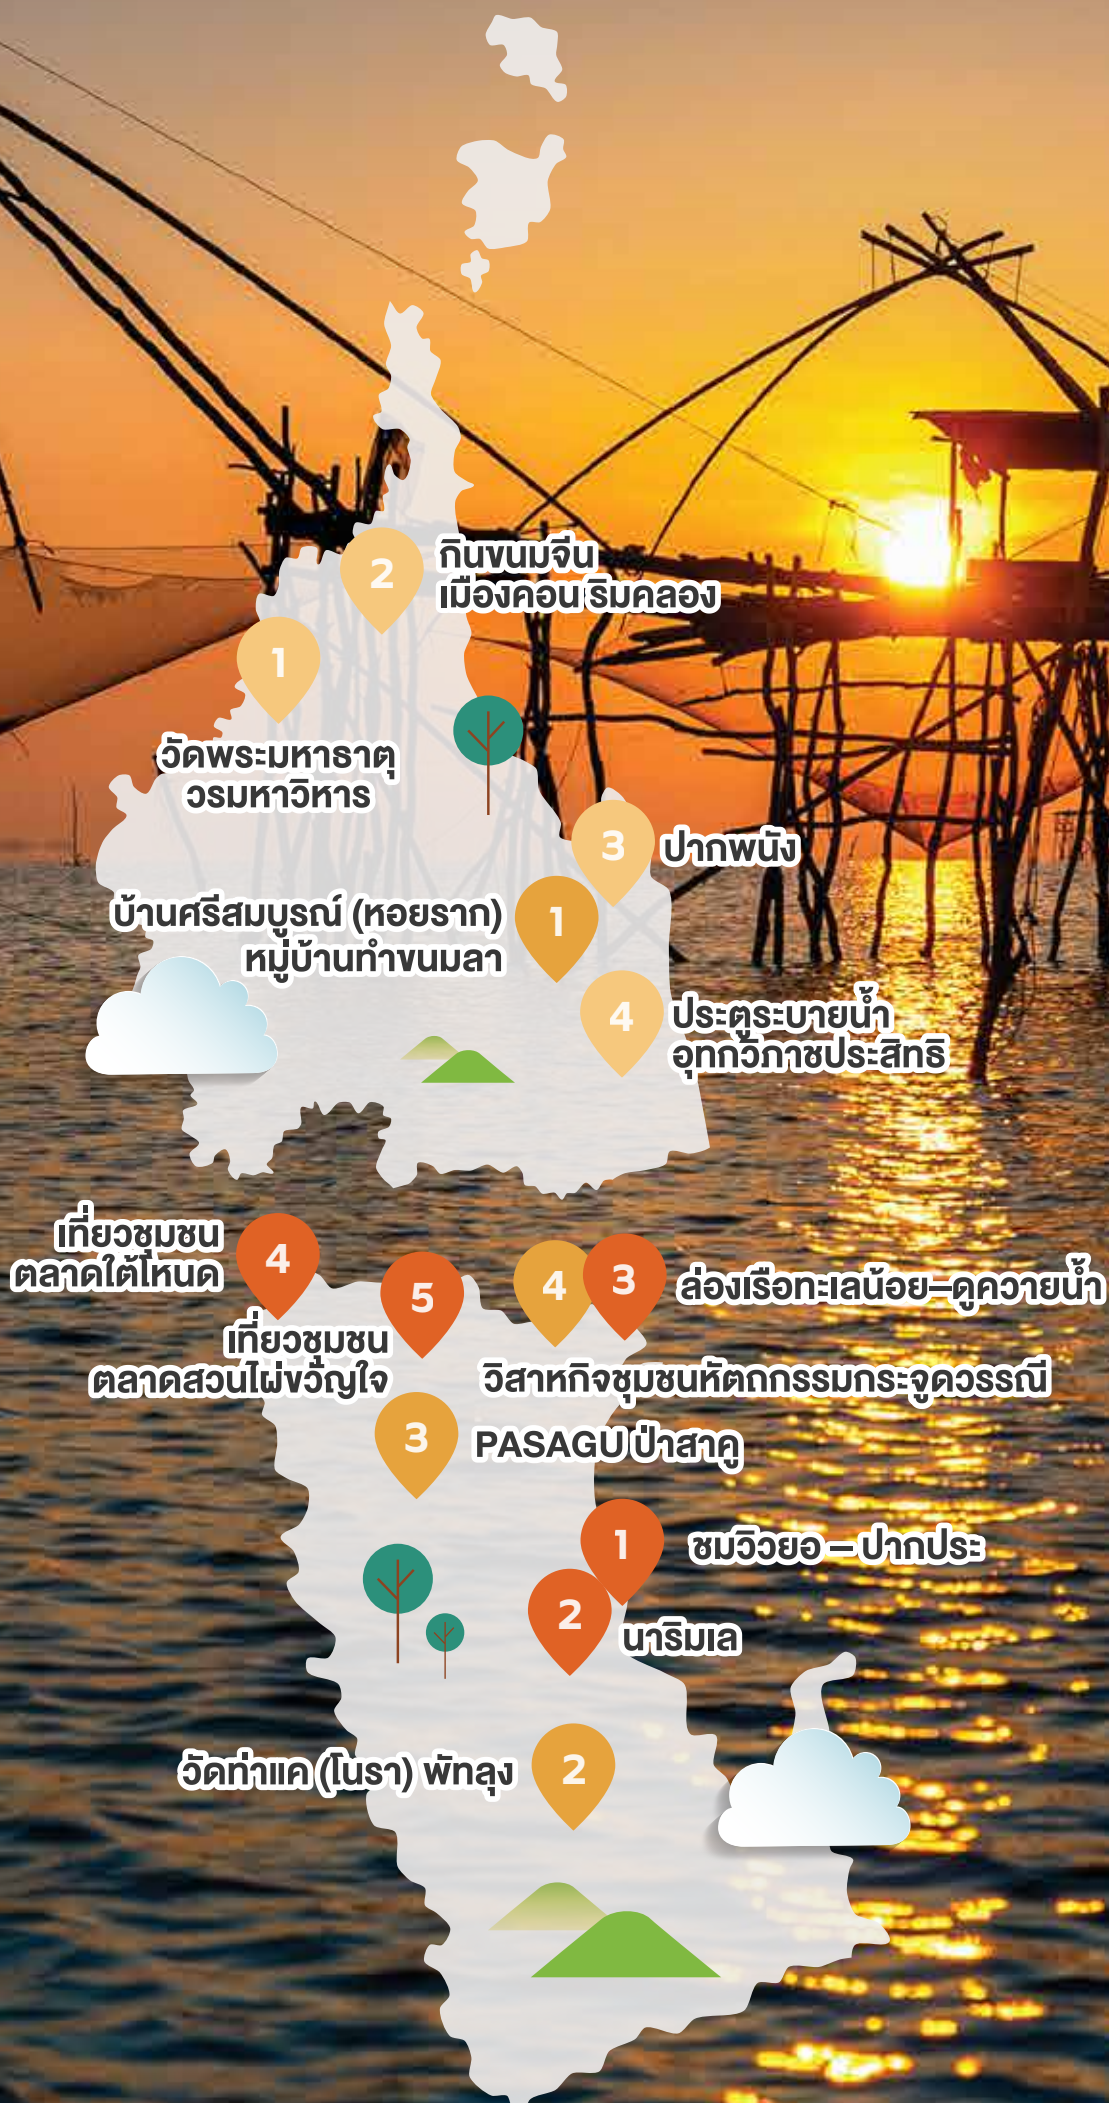 2
กินขนมจีน
เมืองคอน ริมคลอง
1
วัดพระมหาธาตุ
วรมหาวิหาร
3
ปากพนัง
บ้านศรีสมบูรณ์ (หอยราก)
หมู่บ้านทำขนมลา
1
4
ประตูระบายน้ำ
อุทกวิภาชประสิทธิ
เที่ยวชุมชน
ตลาดใต้โหนด
4
5
เที่ยวชุมชน
ตลาดสวนไผ่ขวัญใจ
4
3
ล่องเรือทะเลน้อย–ดูควายน้ำ
วิสาหกิจชุมชนหัตถกรรมกระจูดวรรณี
3
PASAGU ป่าสาคู
1
ชมวิวยอ – ปากประ
2
นาริมเล
วัดท่าแค (โนรา) พัทลุง
2